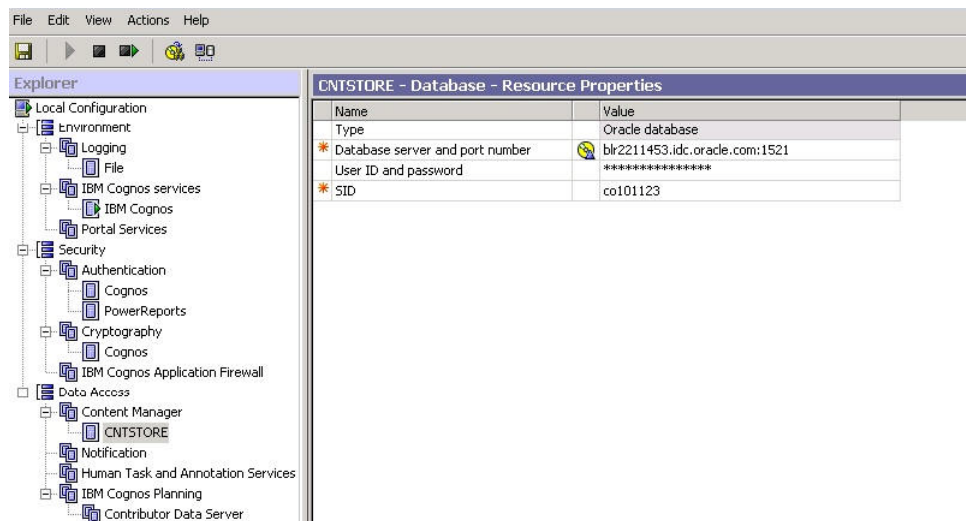 File Edit View Actions Help
Explorer
Local Configuration
Environment
Logging
File
IBM Cognos services
IBM Cognos
Portal Services
Security
Authentication
Cognos
PowerReports
Cryptography
Cognos
IBM Cognos Application Firewall
Data Access
Content Manager
CNTSTORE
Notification
Human Task and Annotation Services
IBM Cognos Planning
Contributor Data Server
CNTSTORE - Database - Resource Properties
Name Value
Type Oracle database
* Database server and port number blr2211453.idc.oracle.com:1521
User ID and password ***************
* SID co101123